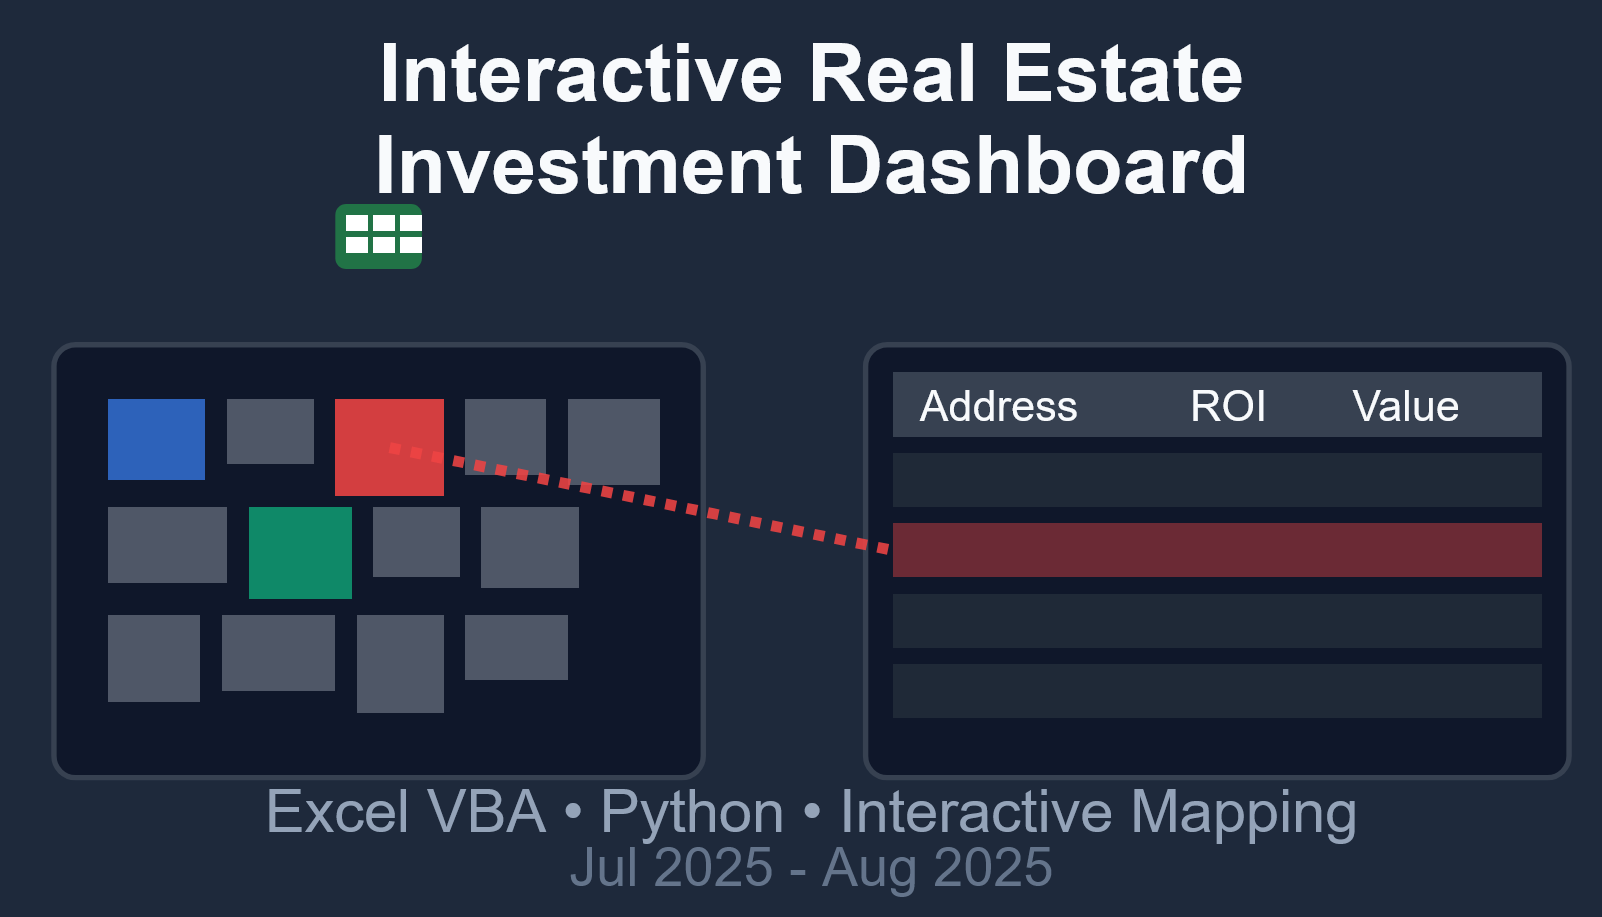 Interactive Real Estate
Investment Dashboard
Address ROI Value
Excel VBA • Python • Interactive Mapping
Jul 2025 - Aug 2025